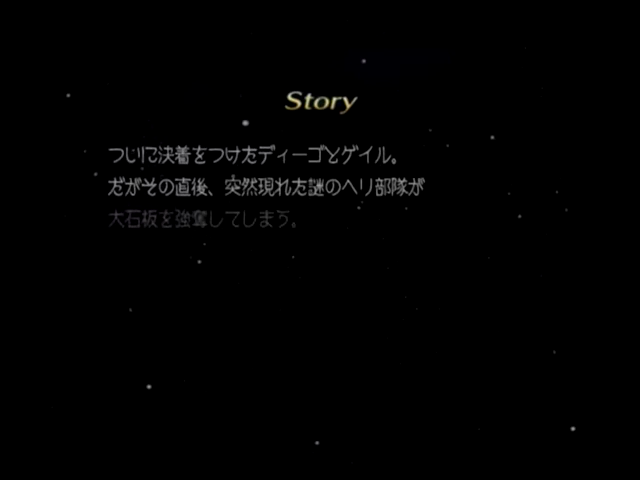 Story
ついに決着をつけたディーゴとゲイル。
だがその直後、突然現れた謎のヘリ部隊が
大石板を強奪してしまう。